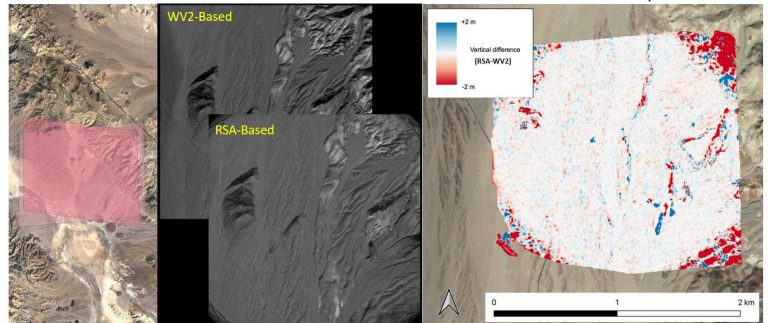 WV2-Based
RSA-Based
+2 m
Vertical difference
(RSA-WV2)
-2 m
0
1
2 km